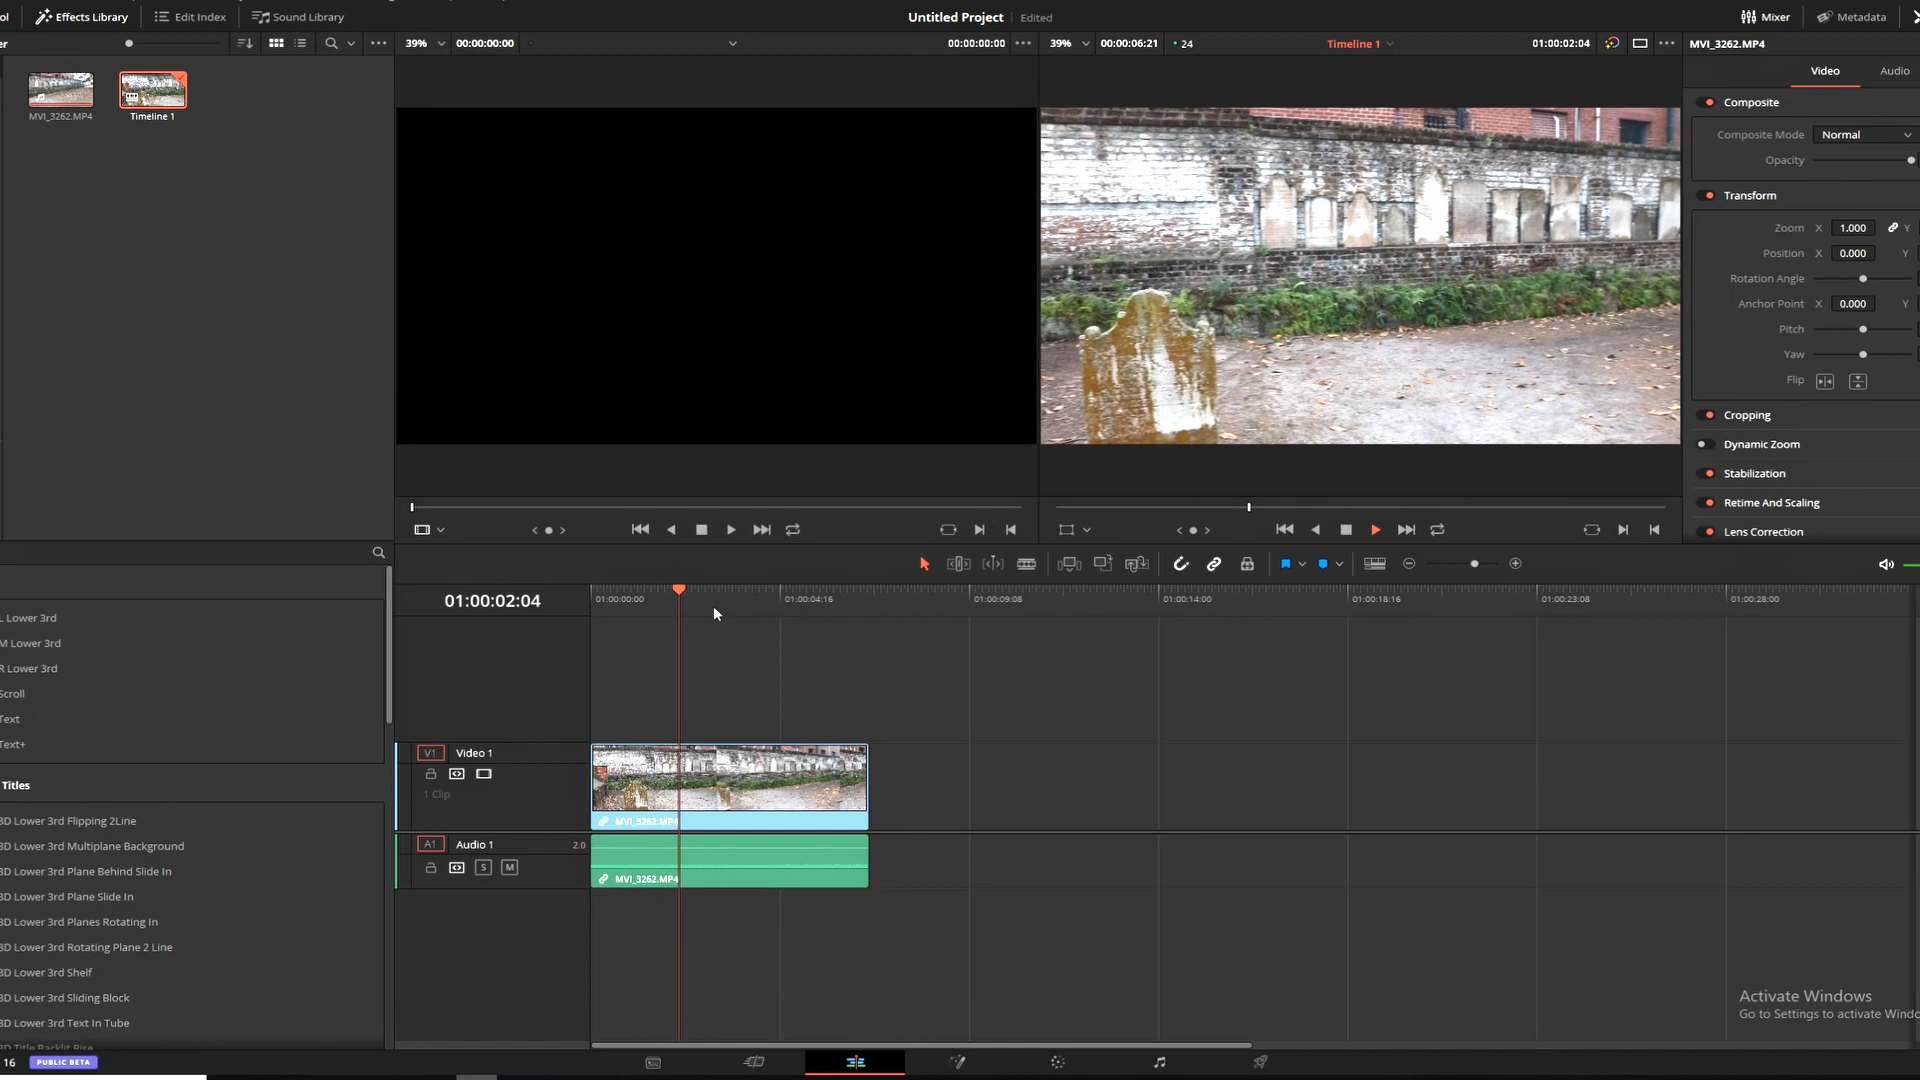 ol Effects Library Edit Index Sound Library Untitled Project Edited Mixer Metadata
er 39% 00:00:00:00 00:00:00:00 39% 00:00:06:21 24 Timeline 1 01:00:02:04 MVI_3262.MP4
MVI_3262.MP4 Timeline 1
Video Audio
Composite
Composite Mode Normal
Opacity
Transform
Zoom X 1.000 Y
Position X 0.000 Y
Rotation Angle
Anchor Point X 0.000 Y
Pitch
Yaw
Flip
Cropping
Dynamic Zoom
Stabilization
Retime And Scaling
Lens Correction
01:00:02:04 01:00:00:00 01:00:04:16 01:00:09:08 01:00:14:00 01:00:18:16 01:00:23:08 01:00:28:00
L Lower 3rd
M Lower 3rd
R Lower 3rd
Scroll
Text
Text+
Titles
3D Lower 3rd Flipping 2Line
3D Lower 3rd Multiplane Background
3D Lower 3rd Plane Behind Slide In
3D Lower 3rd Plane Slide In
3D Lower 3rd Planes Rotating In
3D Lower 3rd Rotating Plane 2 Line
3D Lower 3rd Shelf
3D Lower 3rd Sliding Block
3D Lower 3rd Text In Tube
3D Title Backlit Rise
V1 Video 1
1 Clip
MVI_3262.MP4
A1 Audio 1 2.0
S M
MVI_3262.MP4
Activate Windows
Go to Settings to activate Windo
16 PUBLIC BETA